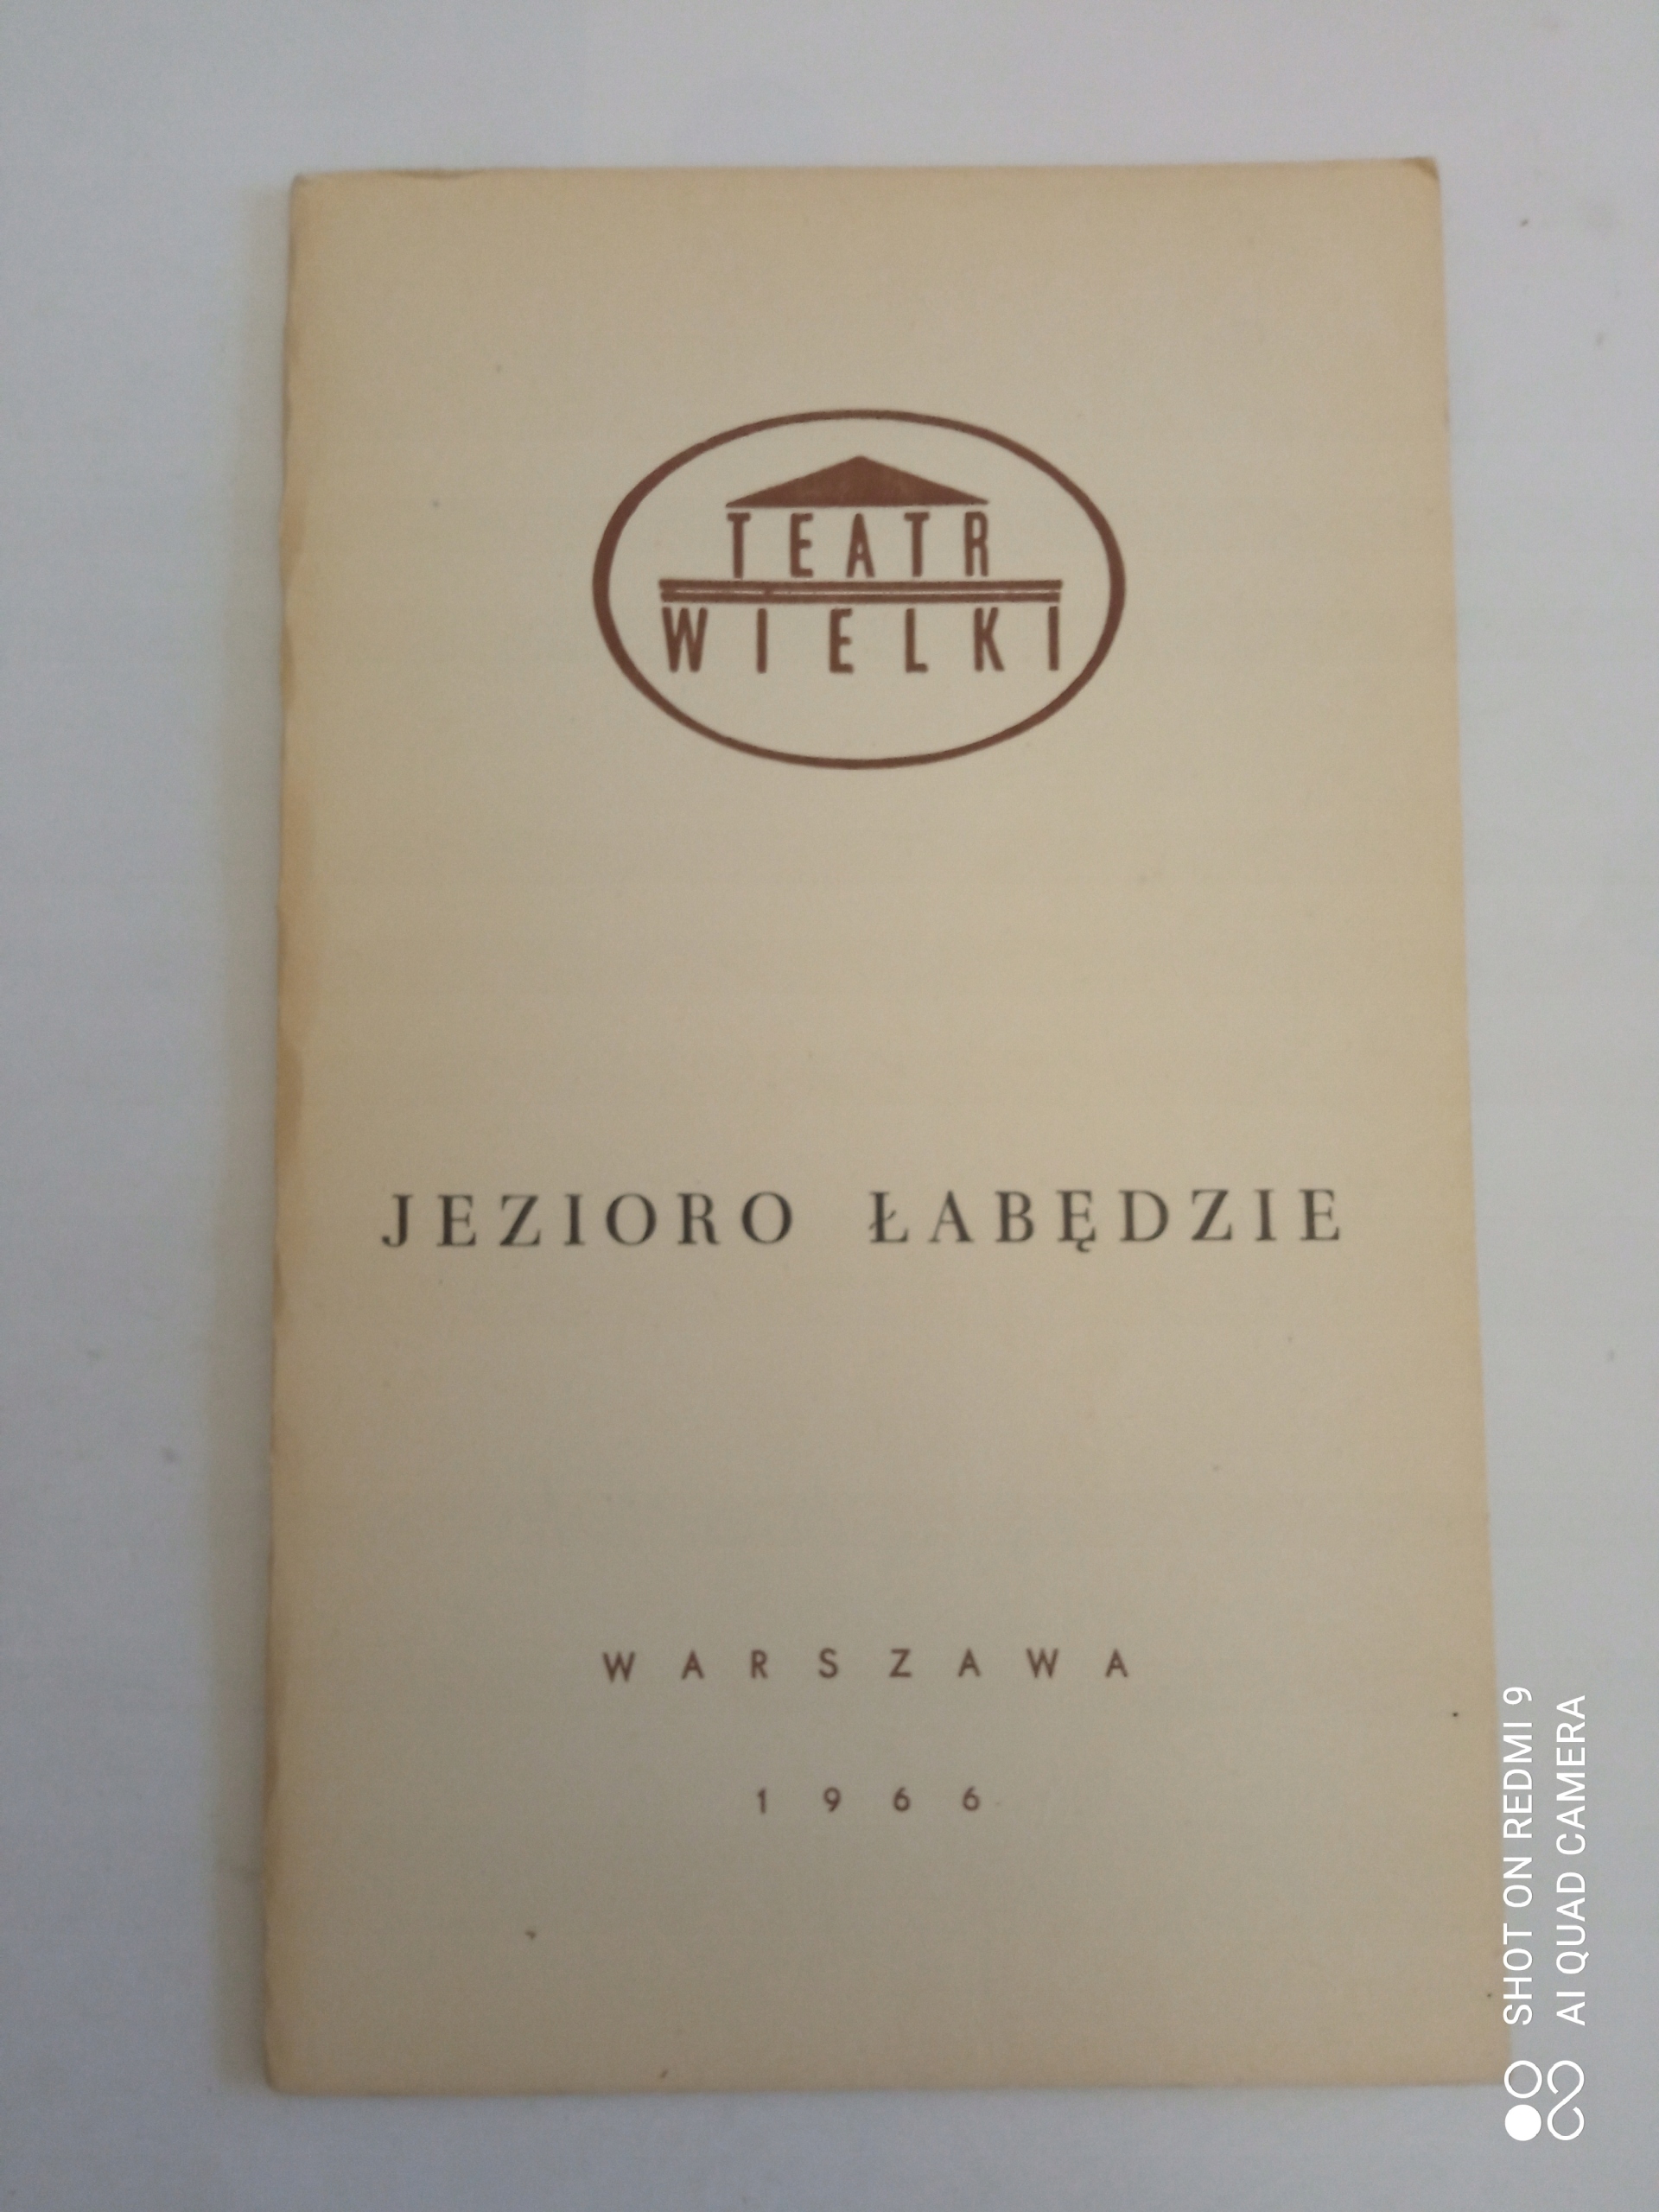 TEATR
WIELKI
JEZIORO ŁABĘDZIE
WARSZAWA
1966
SHOT ON REDMI 9
AI QUAD CAMERA